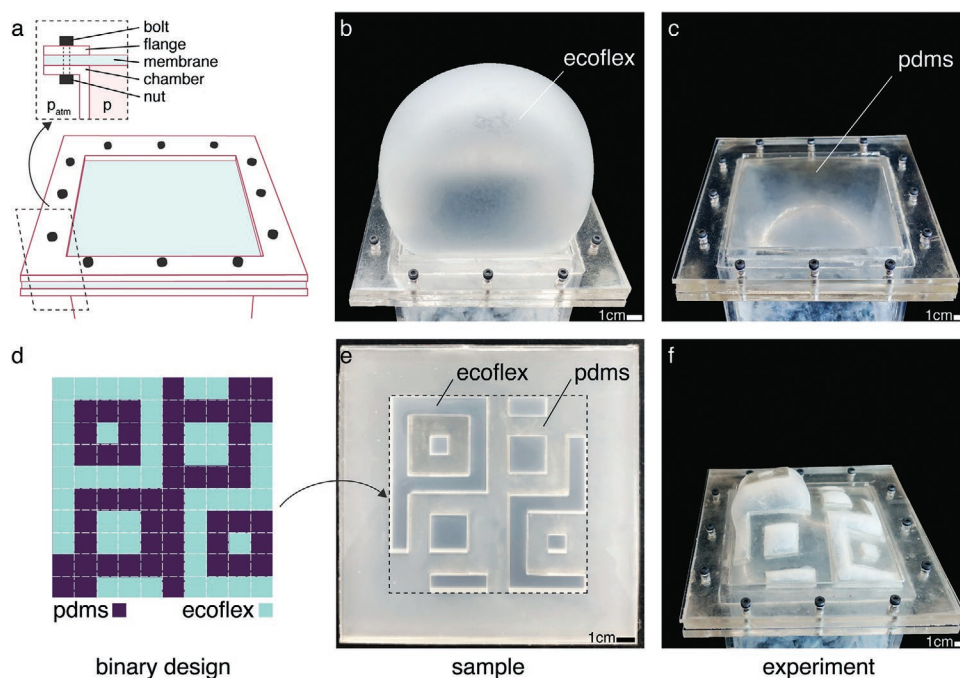 a
bolt
flange
membrane
chamber
nut
p_atm
p
b
ecoflex
1cm
c
pdms
1cm
d
pdms
ecoflex
e
ecoflex
pdms
1cm
f
1cm
binary design
sample
experiment